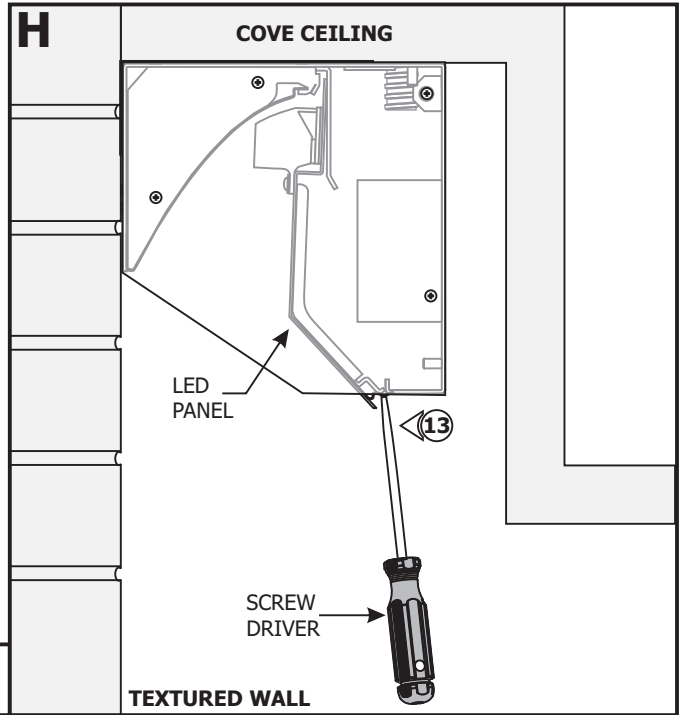 H
COVE CEILING
LED
PANEL
13
SCREW
DRIVER
TEXTURED WALL